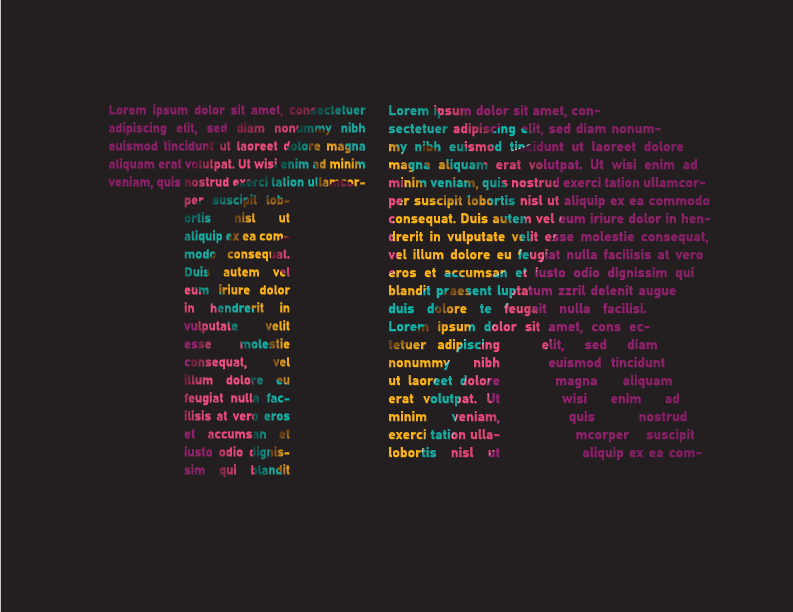 Lorem ipsum dolor sit amet, consectetuer
adipiscing elit, sed diam nonummy nibh
euismod tincidunt ut laoreet dolore magna
aliquam erat volutpat. Ut wisi enim ad minim
veniam, quis nostrud exerci tation ullamcor-
per suscipit lob-
ortis nisl ut
aliquip ex ea com-
modo consequat.
Duis autem vel
eum iriure dolor
in hendrerit in
vulputate velit
esse molestie
consequat, vel
illum dolore eu
feugiat nulla fac-
ilisis at vero eros
et accumsan et
iusto odio dignis-
sim qui blandit
Lorem ipsum dolor sit amet, con-
sectetuer adipiscing elit, sed diam nonum-
my nibh euismod tincidunt ut laoreet dolore
magna aliquam erat volutpat. Ut wisi enim ad
minim veniam, quis nostrud exerci tation ullamcor-
per suscipit lobortis nisl ut aliquip ex ea commodo
consequat. Duis autem vel eum iriure dolor in hen-
drerit in vulputate velit esse molestie consequat,
vel illum dolore eu feugiat nulla facilisis at vero
eros et accumsan et iusto odio dignissim qui
blandit praesent luptatum zzril delenit augue
duis dolore te feugait nulla facilisi.
Lorem ipsum dolor sit amet, cons ec-
tetuer adipiscing elit, sed diam
nonummy nibh euismod tincidunt
ut laoreet dolore magna aliquam
erat volutpat. Ut wisi enim ad
minim veniam, quis nostrud
exerci tation ulla- mcorper suscipit
lobortis nisl ut aliquip ex ea com-